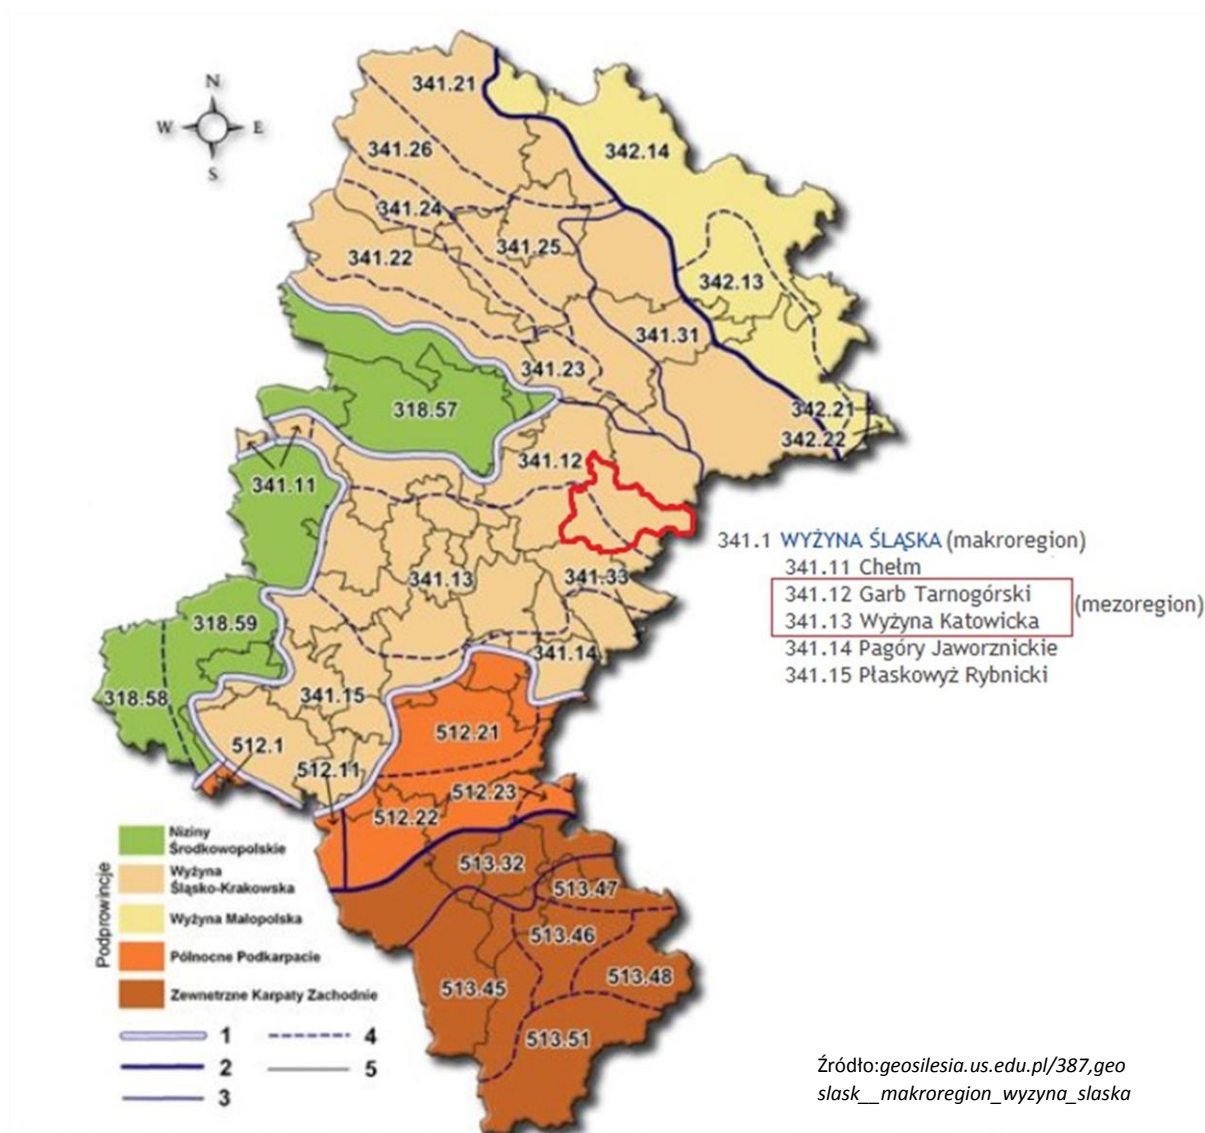 N
W E
S
341.21
342.14
341.26
341.24
341.25
341.22
342.13
341.31
341.23
318.57
342.21
342.22
341.12
341.11
341.13
341.33
318.59
341.14
318.58
341.15
512.1
512.21
512.11
512.23
512.22
513.32
513.47
513.46
513.48
513.45
513.51
341.1 WYŻYNA ŚLĄSKA (makroregion)
341.11 Chełm
341.12 Garb Tarnogórski
341.13 Wyżyna Katowicka
(mezoregion)
341.14 Pagóry Jaworznickie
341.15 Płaskowyż Rybnicki
Podprowincje
Niziny
Środkowopolskie
Wyżyna
Śląsko-Krakowska
Wyżyna Małopolska
Północne Podkarpacie
Zewnetrzne Karpaty Zachodnie
1 4
2 5
3
Źródło:geosilesia.us.edu.pl/387,geo
slask__makroregion_wyzyna_slaska